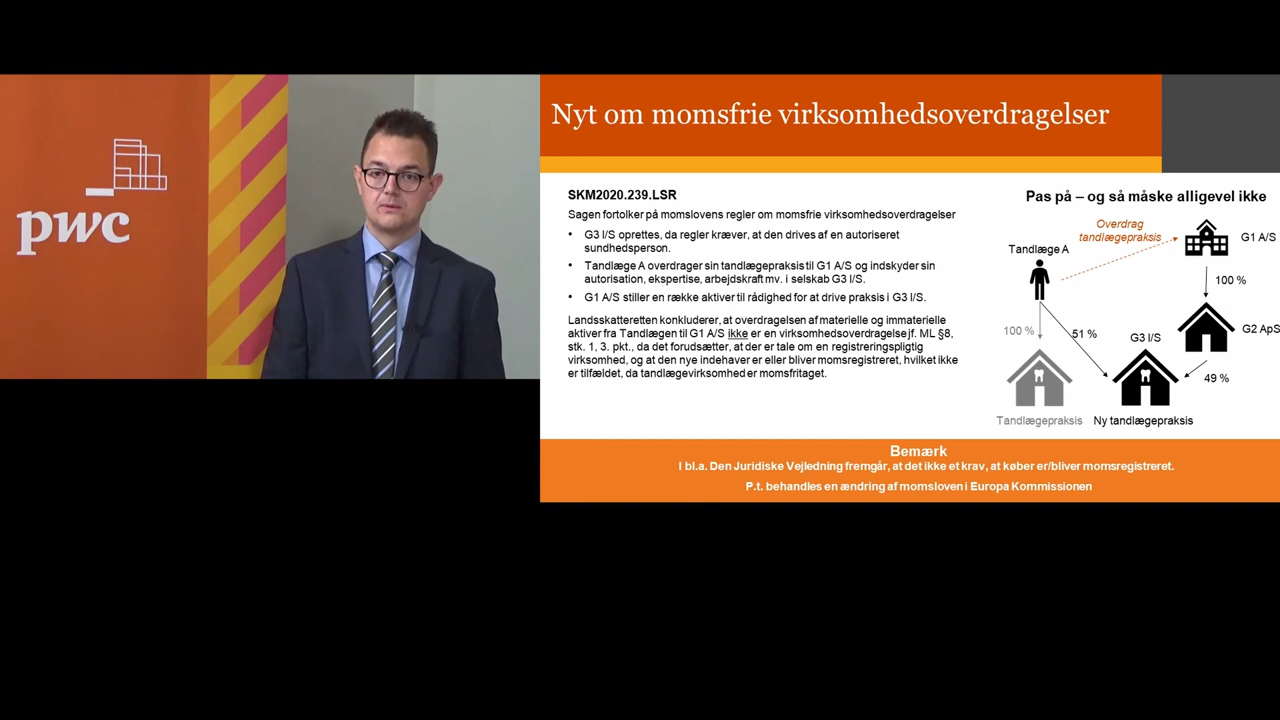 pwc
Nyt om momsfrie virksomhedsoverdragelser
SKM2020.239.LSR
Sagen fortolker på momslovens regler om momsfrie virksomhedsoverdragelser
• G3 I/S oprettes, da regler kræver, at den drives af en autoriseret
sundhedsperson.
• Tandlæge A overdrager sin tandlægepraksis til G1 A/S og indskyder sin
autorisation, ekspertise, arbejdskraft mv. i selskab G3 I/S.
• G1 A/S stiller en række aktiver til rådighed for at drive praksis i G3 I/S.
Landsskatteretten konkluderer, at overdragelsen af materielle og immaterielle
aktiver fra Tandlægen til G1 A/S ikke er en virksomhedsoverdragelse jf. ML §8,
stk. 1, 3. pkt., da det forudsætter, at der er tale om en registreringspligtig
virksomhed, og at den nye indehaver er eller bliver momsregistreret, hvilket ikke
er tilfældet, da tandlægevirksomhed er momsfritaget.
Pas på – og så måske alligevel ikke
Overdrag
tandlægepraksis
G1 A/S
Tandlæge A
100 %
G2 ApS
100 %
51 %
G3 I/S
49 %
Tandlægepraksis
Ny tandlægepraksis
Bemærk
I bl.a. Den Juridiske Vejledning fremgår, at det ikke et krav, at køber er/bliver momsregistreret.
P.t. behandles en ændring af momsloven i Europa Kommissionen